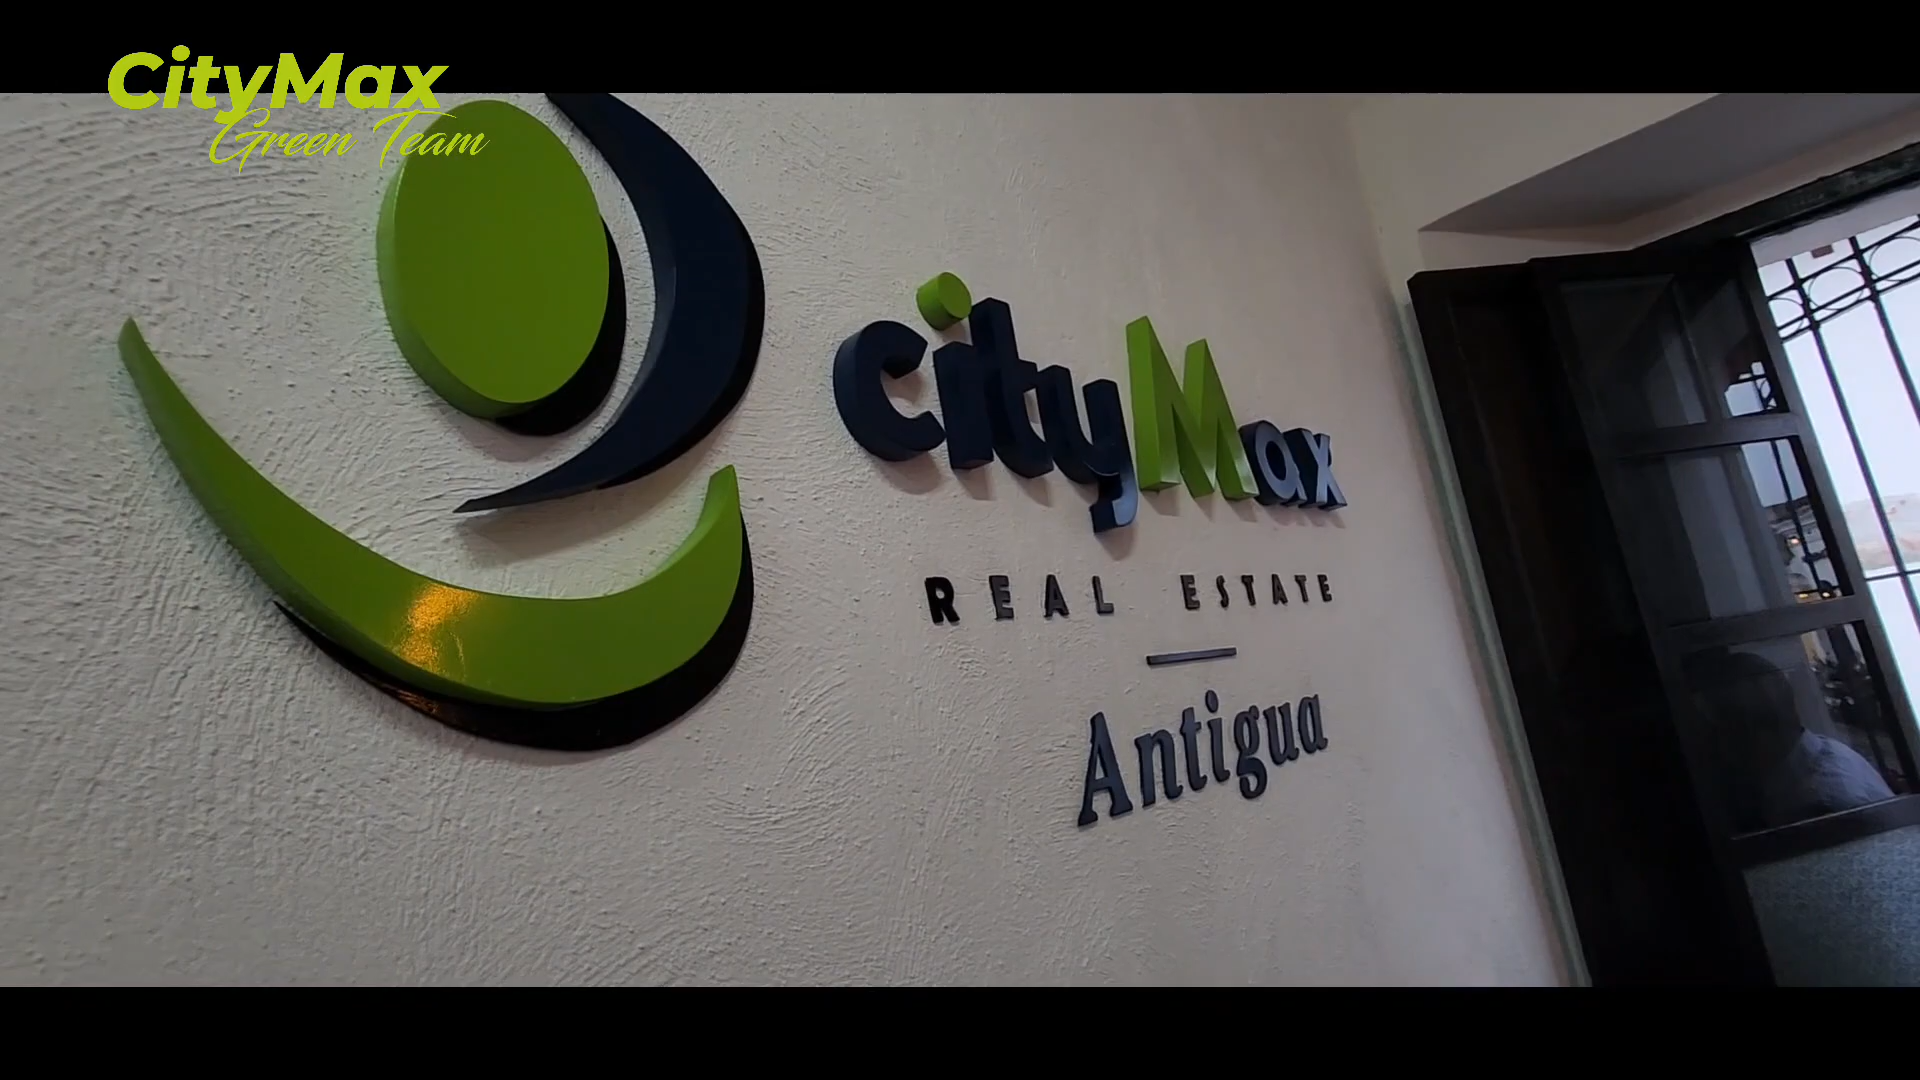 CityMax
Green Team
cityMax
REAL ESTATE
Antigua